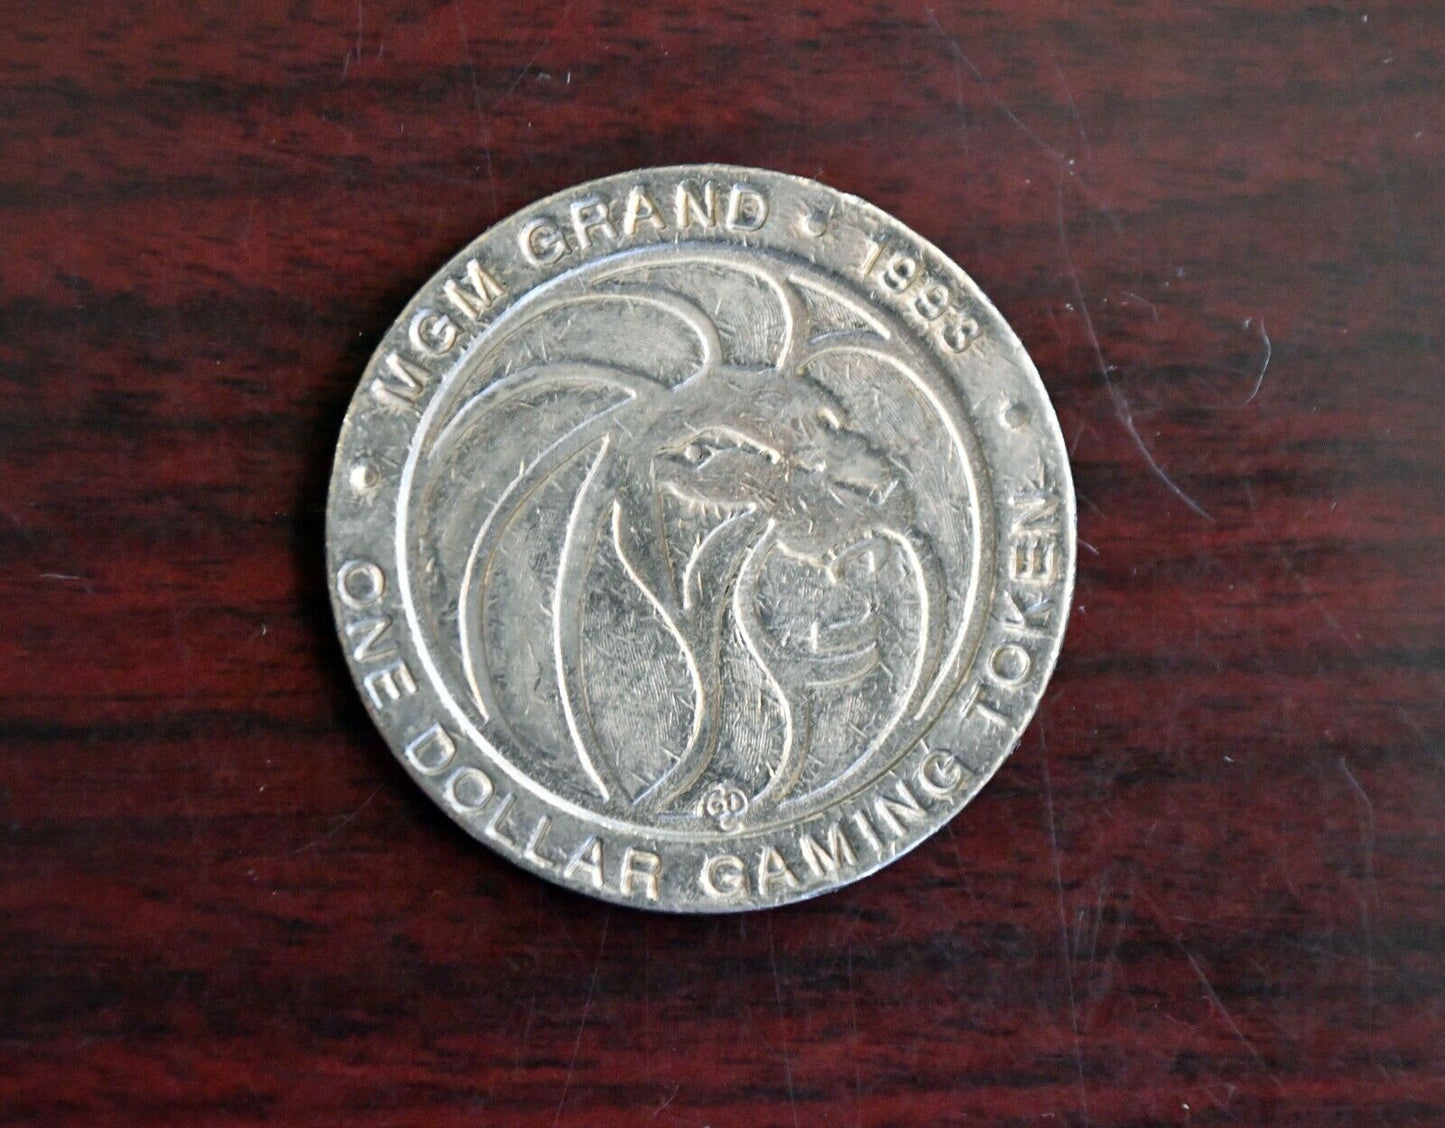 • MGM GRAND • 1993 •
ONE DOLLAR GAMING TOKEN